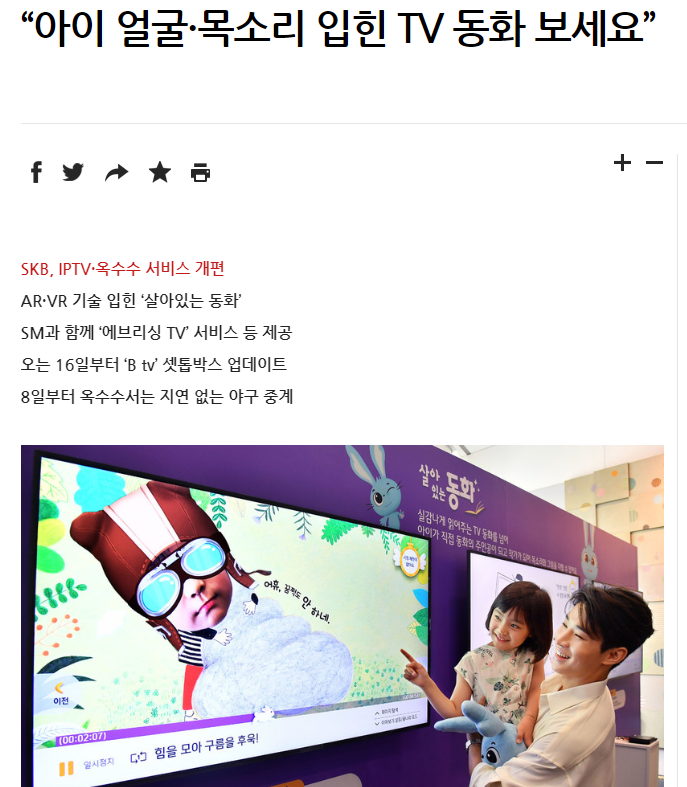 “아이 얼굴·목소리 입힌 TV 동화 보세요”
SKB, IPTV·옥수수 서비스 개편
AR·VR 기술 입힌 ‘살아있는 동화’
SM과 함께 ‘에브리싱 TV’ 서비스 등 제공
오는 16일부터 ‘B tv’ 셋톱박스 업데이트
8일부터 옥수수서는 지연 없는 야구 중계
살아
있는 동화
실감나게 읽어주는 TV 동화를 넘어
아이가 직접 동화의 주인공이 되고
어휴, 꿈쩍도 안 하네.
이전
(00:02:07)
일시정지
힘을 모아 구름을 후욱!